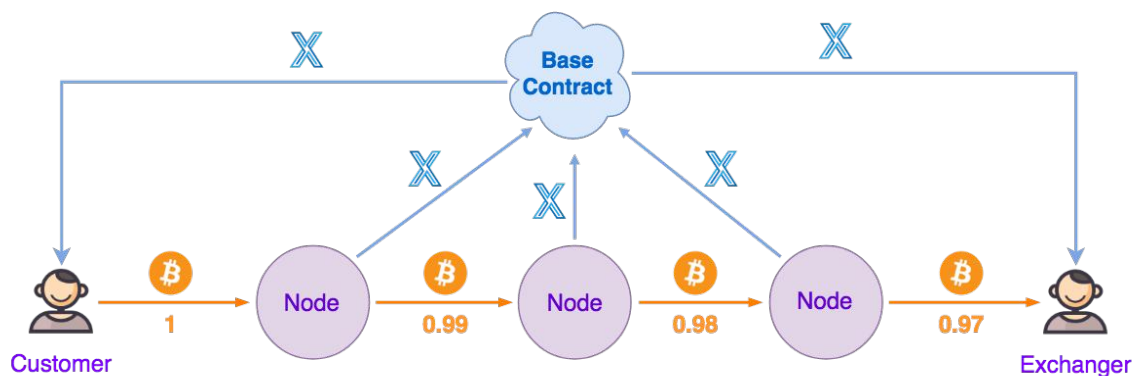 X
X
Base
Contract
X
X
X
Node
Node
Node
1
0.99
0.98
0.97
Customer
Exchanger